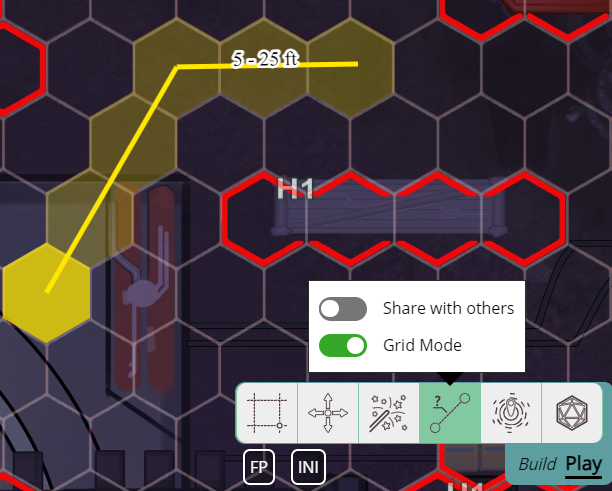 5 - 25 ft
H1
Share with others
Grid Mode
?
FP
INI
Build
Play